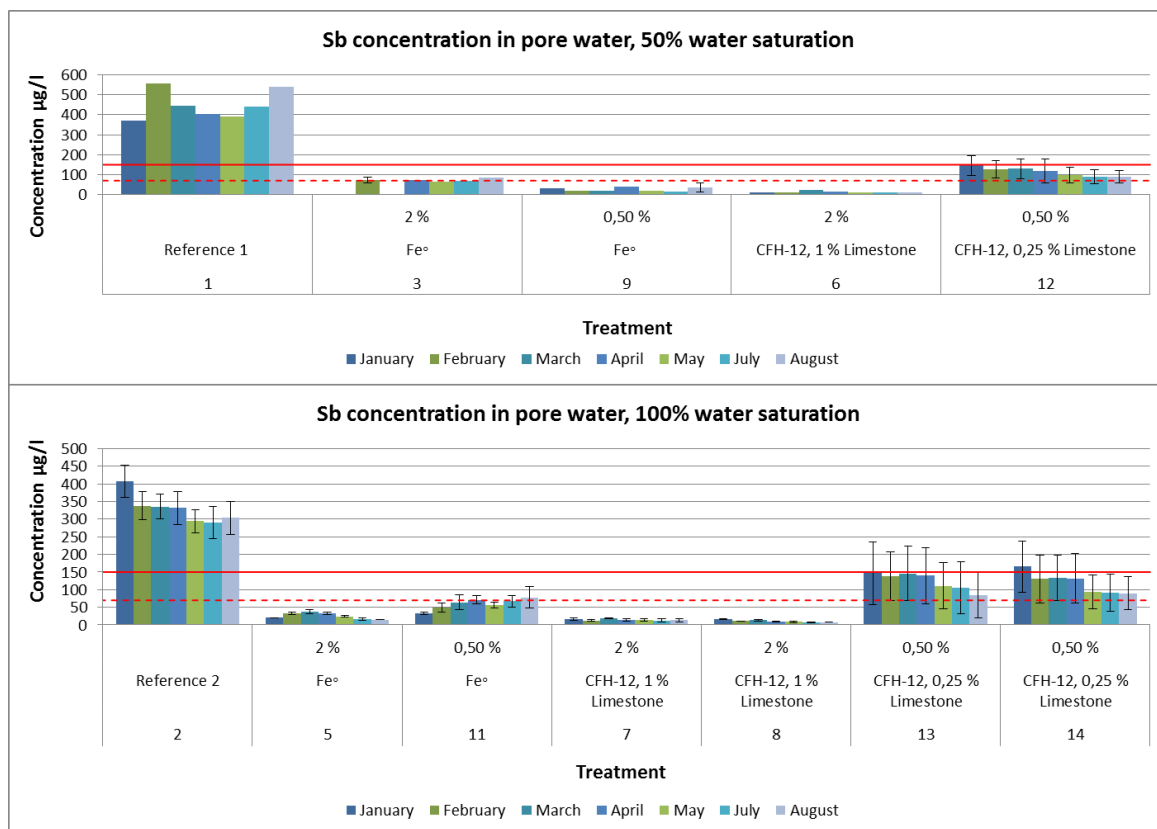 Sb concentration in pore water, 50% water saturation
Concentration µg/l
600
500
400
300
200
100
0
2 % 0,50 % 2 % 0,50 %
Reference 1 Fe° Fe° CFH-12, 1 % Limestone CFH-12, 0,25 % Limestone
1 3 9 6 12
Treatment
January February March April May July August
Sb concentration in pore water, 100% water saturation
Concentration µg/l
500
450
400
350
300
250
200
150
100
50
0
2 % 0,50 % 2 % 2 % 0,50 % 0,50 %
Reference 2 Fe° Fe° CFH-12, 1 % CFH-12, 1 % CFH-12, 0,25 % CFH-12, 0,25 %
Limestone Limestone Limestone Limestone
2 5 11 7 8 13 14
Treatment
January February March April May July August